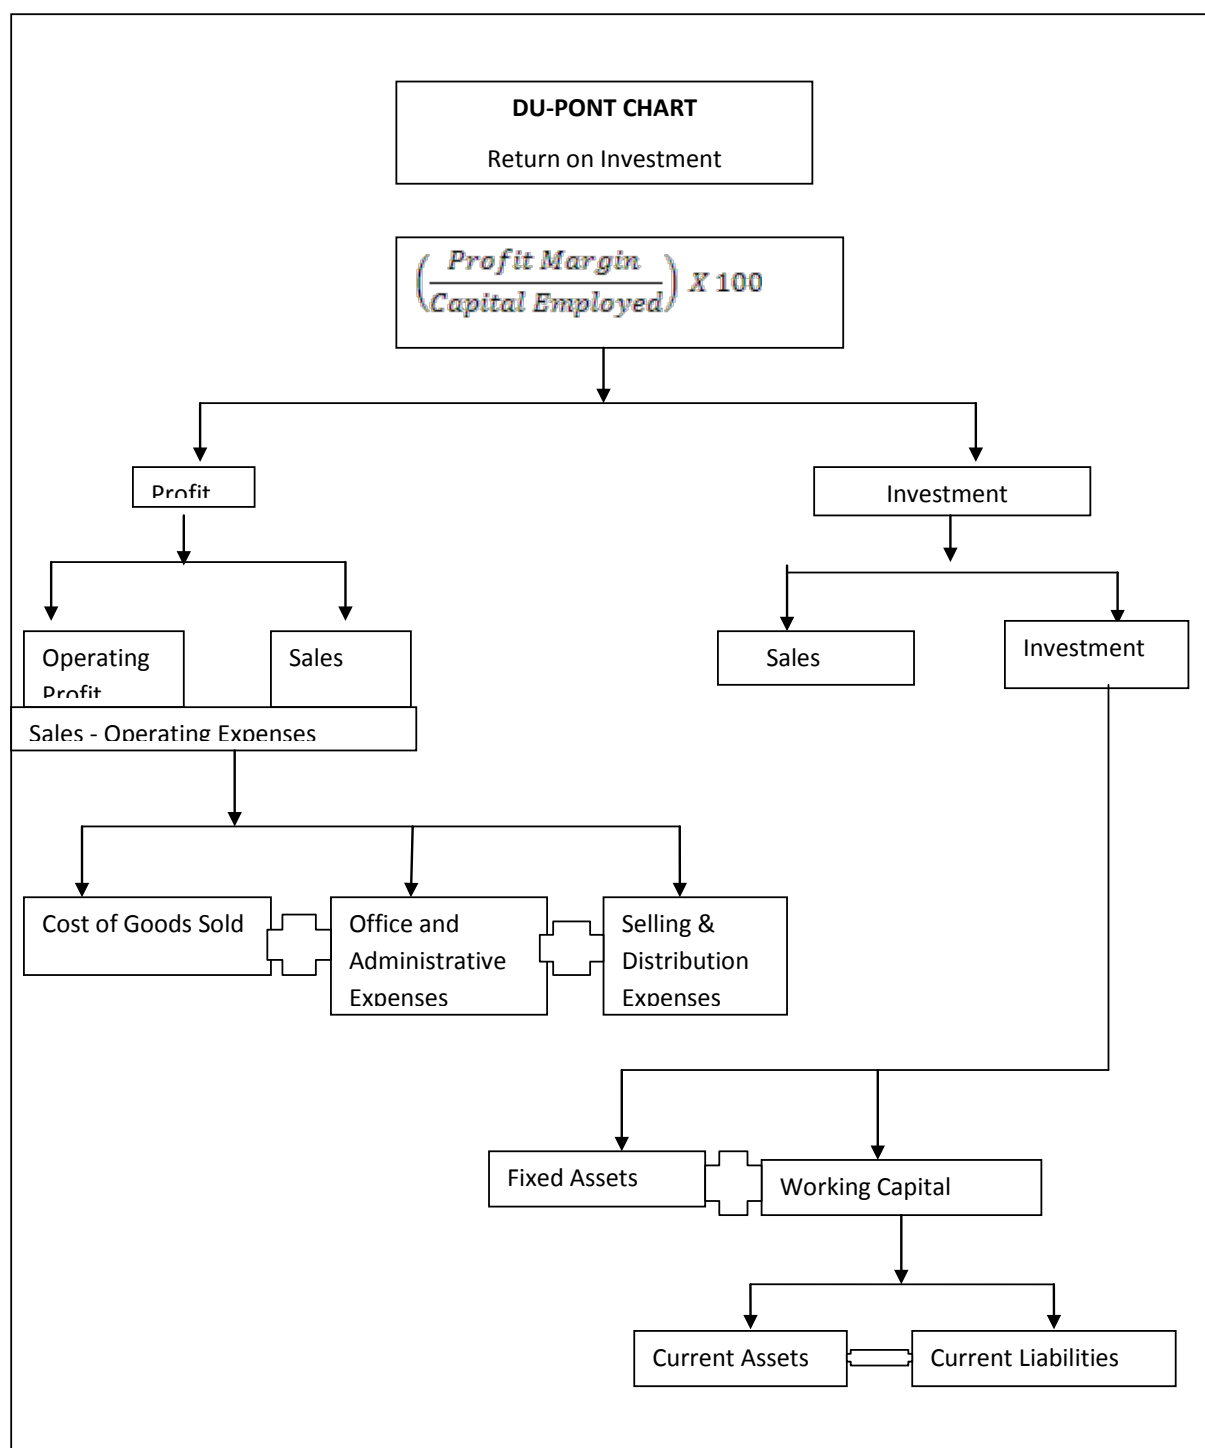 DU-PONT CHART
Return on Investment
(Profit Margin / Capital Employed) X 100
Profit
Investment
Operating
Profit
Sales
Sales
Investment
Sales - Operating Expenses
Cost of Goods Sold
Office and
Administrative
Expenses
Selling &
Distribution
Expenses
Fixed Assets
Working Capital
Current Assets
Current Liabilities